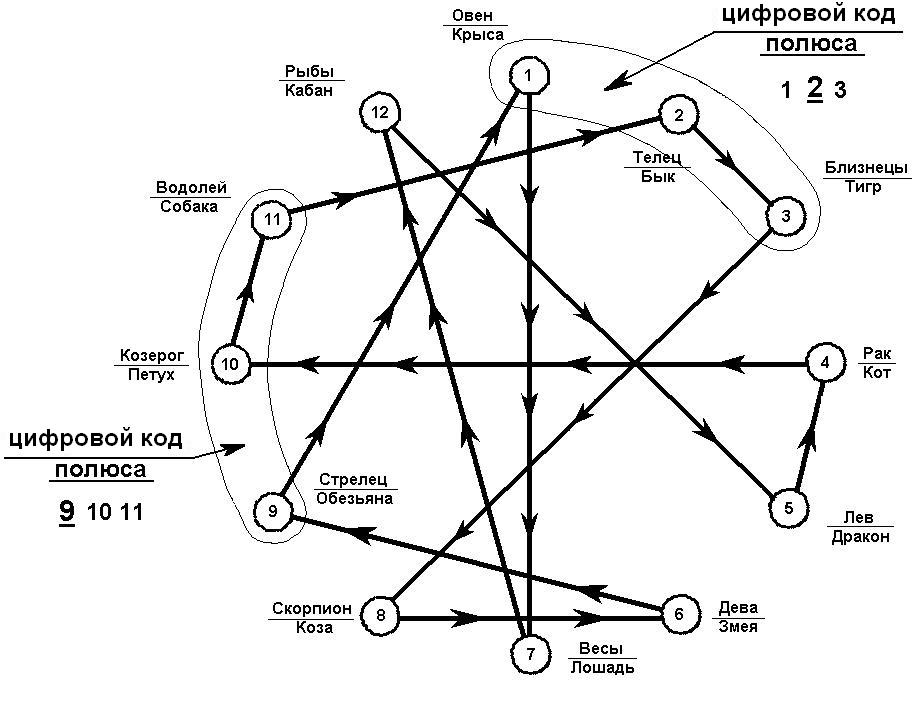 Овен
Крыса
цифровой код
полюса
1 2 3
Рыбы
Кабан
1
12
2
Телец
Бык
Близнецы
Тигр
Водолей
Собака
11
3
Козерог
Петух
10
4
Рак
Кот
цифровой код
полюса
9 10 11
Стрелец
Обезьяна
9
5
Лев
Дракон
Скорпион
Коза
8
6
Дева
Змея
7
Весы
Лошадь